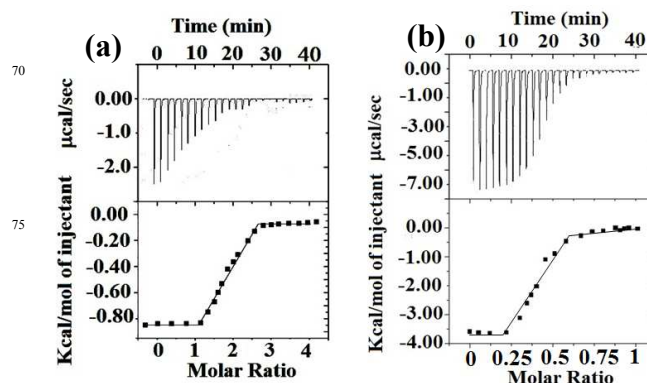 (a)
Time (min)
0 10 20 30 40
70
0.00
-1.0
-2.0
µcal/sec
75
0.00
-0.20
-0.40
-0.60
-0.80
Kcal/mol of injectant
0 1 2 3 4
Molar Ratio
(b)
Time (min)
0 10 20 30 40
0.00
-1.00
-3.00
-5.00
-7.00
µcal/sec
0.00
-1.00
-2.00
-3.00
-4.00
Kcal/mol of injectant
0 0.25 0.5 0.75 1
Molar Ratio